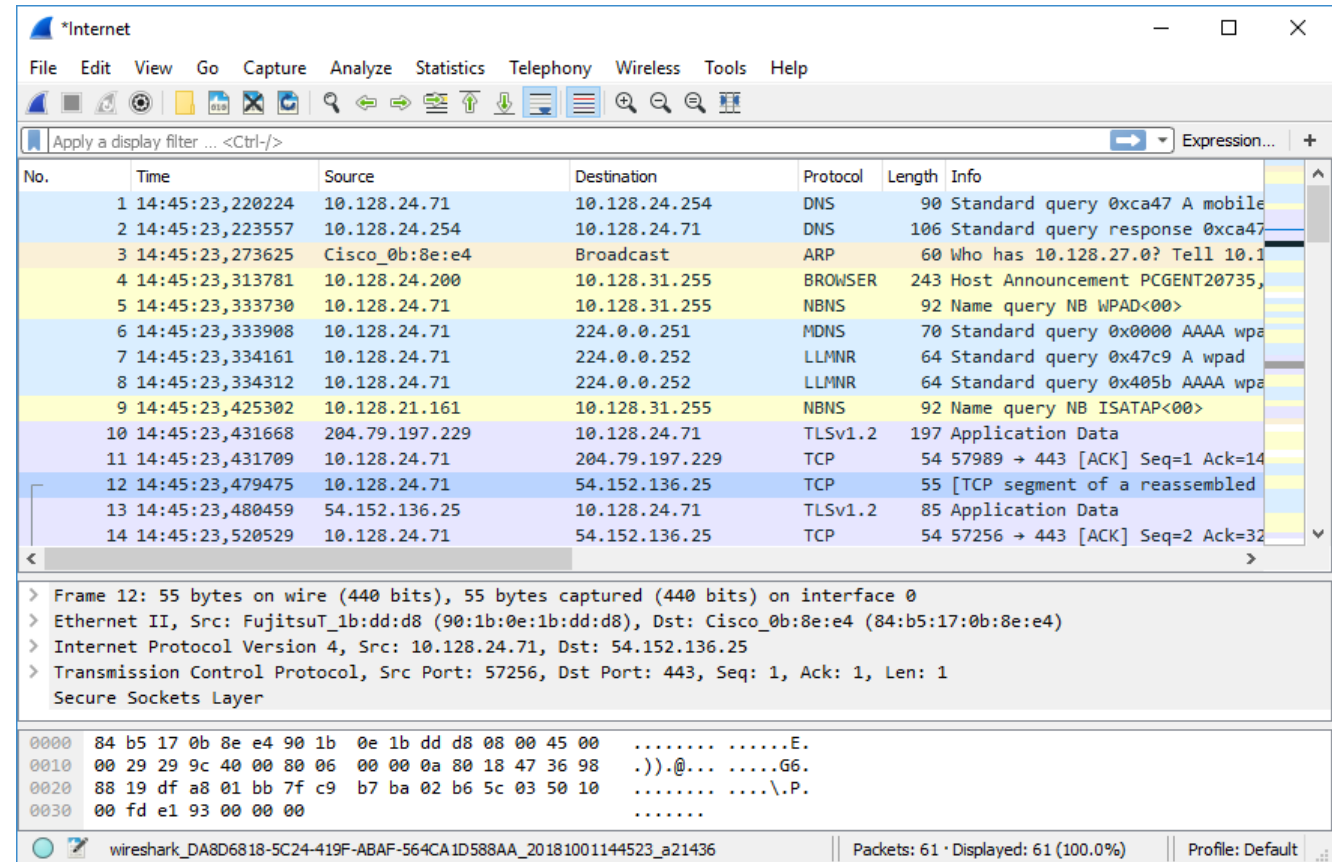 *Internet
File Edit View Go Capture Analyze Statistics Telephony Wireless Tools Help
Apply a display filter ... <Ctrl-/> Expression... +
No. Time Source Destination Protocol Length Info
1 14:45:23,220224 10.128.24.71 10.128.24.254 DNS 90 Standard query 0xca47 A mobile
2 14:45:23,223557 10.128.24.254 10.128.24.71 DNS 106 Standard query response 0xca47
3 14:45:23,273625 Cisco_0b:8e:e4 Broadcast ARP 60 Who has 10.128.27.0? Tell 10.1
4 14:45:23,313781 10.128.24.200 10.128.31.255 BROWSER 243 Host Announcement PCGENT20735,
5 14:45:23,333730 10.128.24.71 10.128.31.255 NBNS 92 Name query NB WPAD<00>
6 14:45:23,333908 10.128.24.71 224.0.0.251 MDNS 70 Standard query 0x0000 AAAA wpa
7 14:45:23,334161 10.128.24.71 224.0.0.252 LLMNR 64 Standard query 0x47c9 A wpad
8 14:45:23,334312 10.128.24.71 224.0.0.252 LLMNR 64 Standard query 0x405b AAAA wpa
9 14:45:23,425302 10.128.21.161 10.128.31.255 NBNS 92 Name query NB ISATAP<00>
10 14:45:23,431668 204.79.197.229 10.128.24.71 TLSv1.2 197 Application Data
11 14:45:23,431709 10.128.24.71 204.79.197.229 TCP 54 57989 → 443 [ACK] Seq=1 Ack=14
12 14:45:23,479475 10.128.24.71 54.152.136.25 TCP 55 [TCP segment of a reassembled
13 14:45:23,480459 54.152.136.25 10.128.24.71 TLSv1.2 85 Application Data
14 14:45:23,520529 10.128.24.71 54.152.136.25 TCP 54 57256 → 443 [ACK] Seq=2 Ack=32
> Frame 12: 55 bytes on wire (440 bits), 55 bytes captured (440 bits) on interface 0
> Ethernet II, Src: FujitsuT_1b:dd:d8 (90:1b:0e:1b:dd:d8), Dst: Cisco_0b:8e:e4 (84:b5:17:0b:8e:e4)
> Internet Protocol Version 4, Src: 10.128.24.71, Dst: 54.152.136.25
> Transmission Control Protocol, Src Port: 57256, Dst Port: 443, Seq: 1, Ack: 1, Len: 1
Secure Sockets Layer
0000 84 b5 17 0b 8e e4 90 1b 0e 1b dd d8 08 00 45 00 ........ ......E.
0010 00 29 29 9c 40 00 80 06 00 00 0a 80 18 47 36 98 .)).@... .....G6.
0020 88 19 df a8 01 bb 7f c9 b7 ba 02 b6 5c 03 50 10 ........ ....\.P.
0030 00 fd e1 93 00 00 00 .......
wireshark_DA8D6818-5C24-419F-ABAF-564CA1D588AA_20181001144523_a21436 Packets: 61 · Displayed: 61 (100.0%) Profile: Default